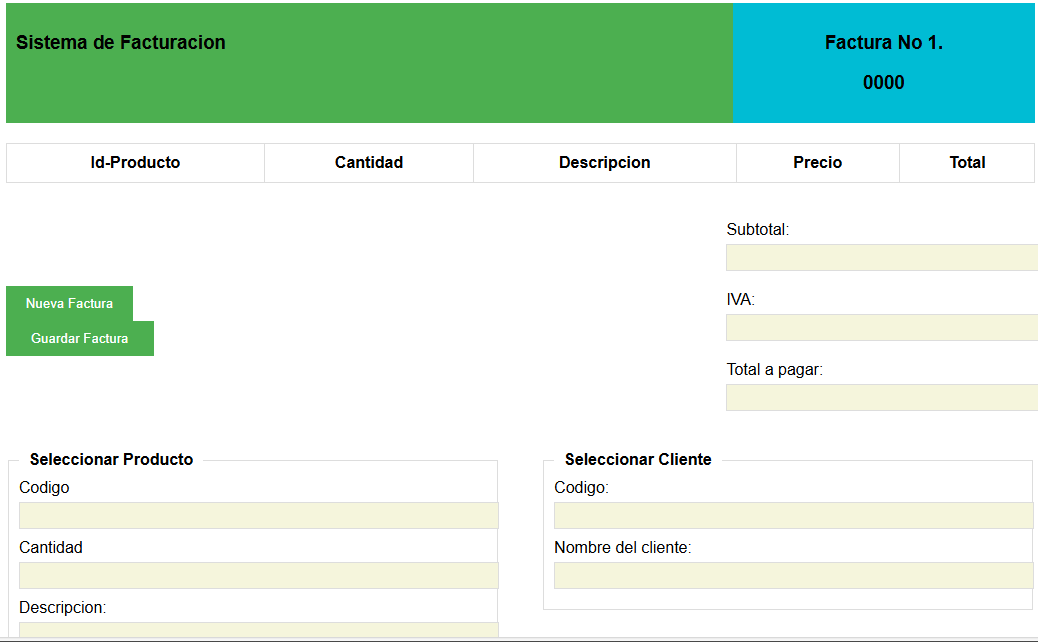 Sistema de Facturacion
Factura No 1.
0000
Id-Producto Cantidad Descripcion Precio Total
Subtotal:
IVA:
Nueva Factura
Guardar Factura
Total a pagar:
Seleccionar Producto
Codigo
Cantidad
Descripcion:
Seleccionar Cliente
Codigo:
Nombre del cliente: